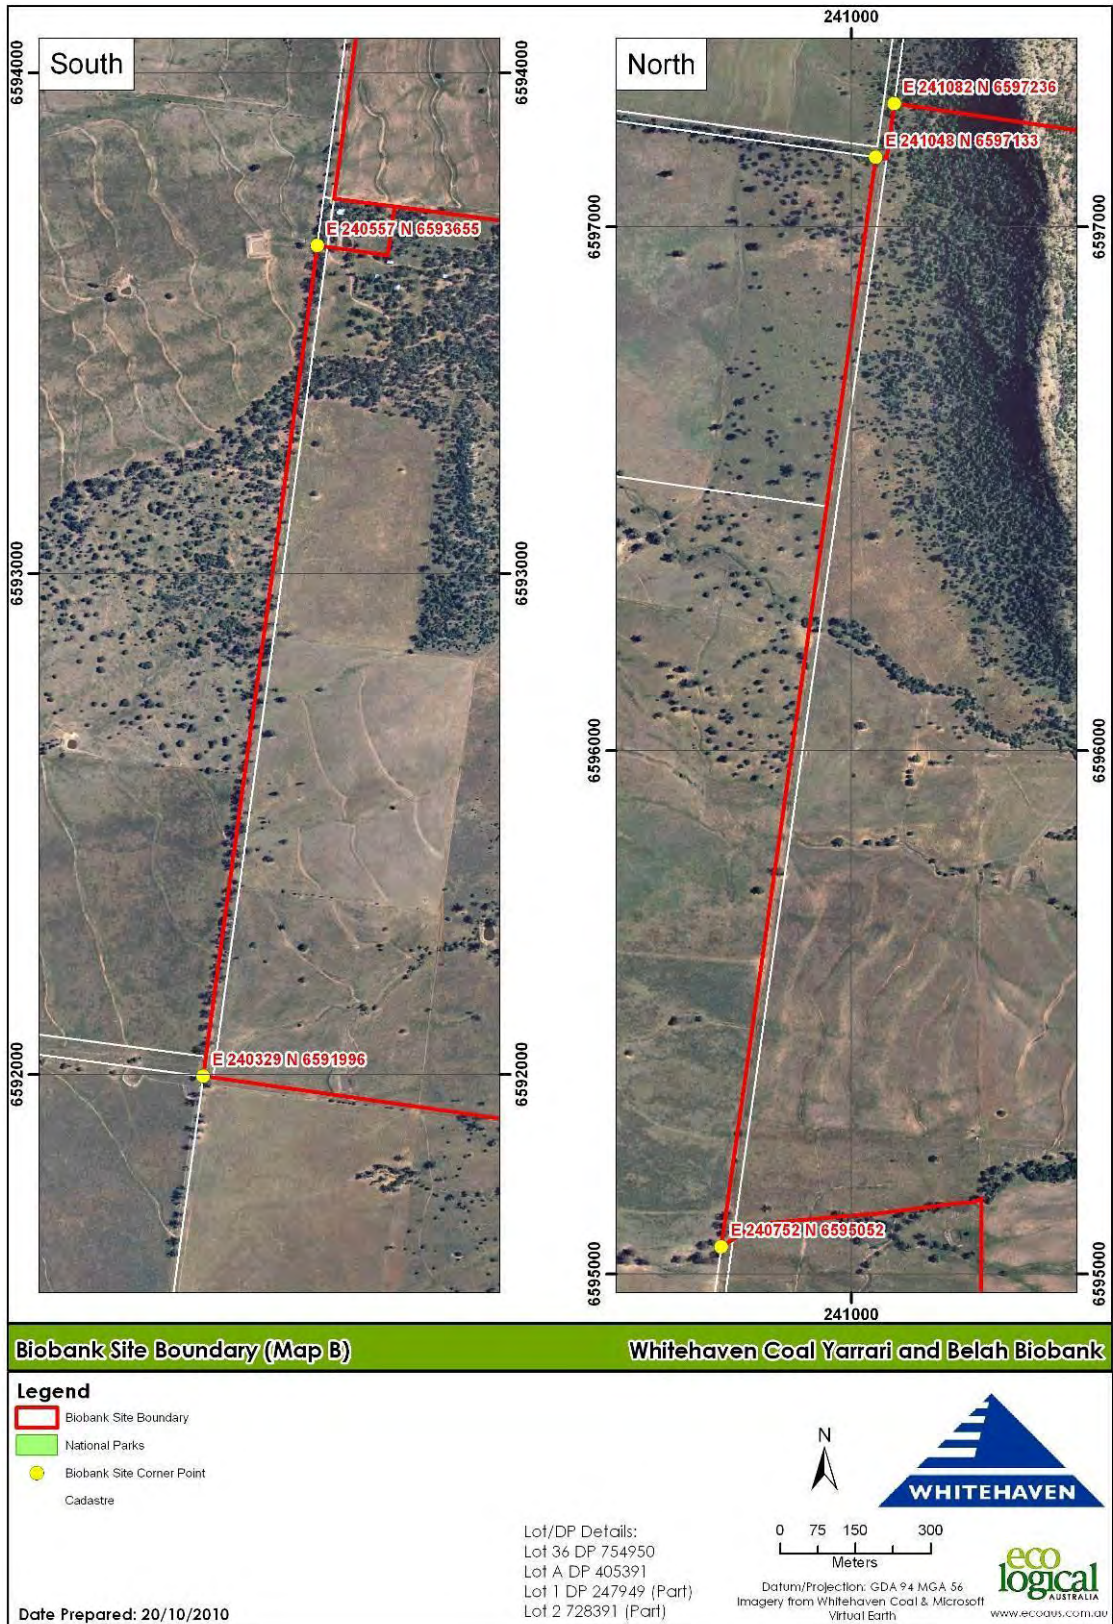 241000
South
North
6594000
6594000
E 241082 N 6597236
E 241048 N 6597133
E 240557 N 6593655
6597000
6597000
6593000
6593000
6596000
6596000
E 240329 N 6591996
6592000
6592000
E 240752 N 6595052
6595000
6595000
241000
Biobank Site Boundary (Map B)
Whitehaven Coal Yarrari and Belah Biobank
Legend
Biobank Site Boundary
National Parks
Biobank Site Corner Point
Cadastre
Date Prepared: 20/10/2010
Lot/DP Details:
Lot 36 DP 754950
Lot A DP 405391
Lot 1 DP 247949 (Part)
Lot 2 728391 (Part)
N
0 75 150 300
Meters
Datum/Projection: GDA 94 MGA 56
Imagery from Whitehaven Coal & Microsoft
Virtual Earth
WHITEHAVEN
eco
logical
AUSTRALIA
www.ecoaus.com.au